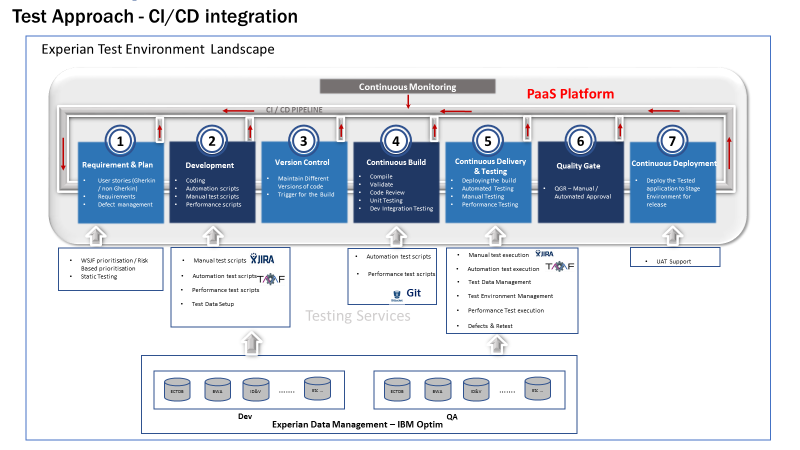 Test Approach - CI/CD integration
Experian Test Environment Landscape
Continuous Monitoring
PaaS Platform
CI / CD PIPELINE
1
Requirement & Plan
• User stories (Gherkin
/ non Gherkin)
• Requirements
• Defect management
2
Development
• Coding
• Automation scripts
• Manual test scripts
• Performance scripts
3
Version Control
• Maintain Different
Versions of code
• Trigger for the Build
4
Continuous Build
• Compile
• Validate
• Code Review
• Unit Testing
• Dev Integration Testing
5
Continuous Delivery
& Testing
• Deploying the build
• Automated Testing
• Manual Testing
• Performance Testing
6
Quality Gate
• QGR – Manual /
Automated Approval
7
Continuous Deployment
• Deploy the Tested
application to Stage
Environment for
release
• WSJF prioritisation / Risk
Based prioritisation
• Static Testing
• Manual test scripts
JIRA
• Automation test scripts
TAF
• Performance test scripts
• Test Data Setup
• Automation test scripts
• Performance test scripts
Git
• Manual test execution
JIRA
• Automation test execution
TAF
• Test Data Management
• Test Environment Management
• Performance Test execution
• Defects & Retest
• UAT Support
Testing Services
ECTDB
BWA
ID&V
.......
ECTDB
BWA
ID&V
.......
Dev
QA
Experian Data Management – IBM Optim